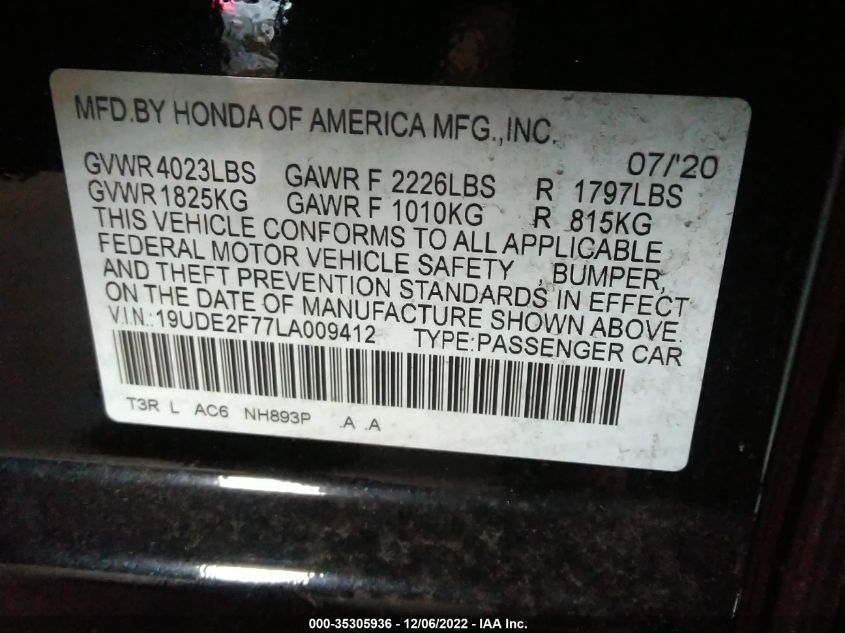 MFD.BY HONDA OF AMERICA MFG.,INC.
07/'20
GVWR 4023LBS GAWR F 2226LBS R 1797LBS
GVWR 1825KG GAWR F 1010KG R 815KG
THIS VEHICLE CONFORMS TO ALL APPLICABLE
FEDERAL MOTOR VEHICLE SAFETY , BUMPER,
AND THEFT PREVENTION STANDARDS IN EFFECT
ON THE DATE OF MANUFACTURE SHOWN ABOVE.
V.I.N.:19UDE2F77LA009412 TYPE:PASSENGER CAR
T3R L AC6 NH893P .A .A
000-35305936 - 12/06/2022 - IAA Inc.